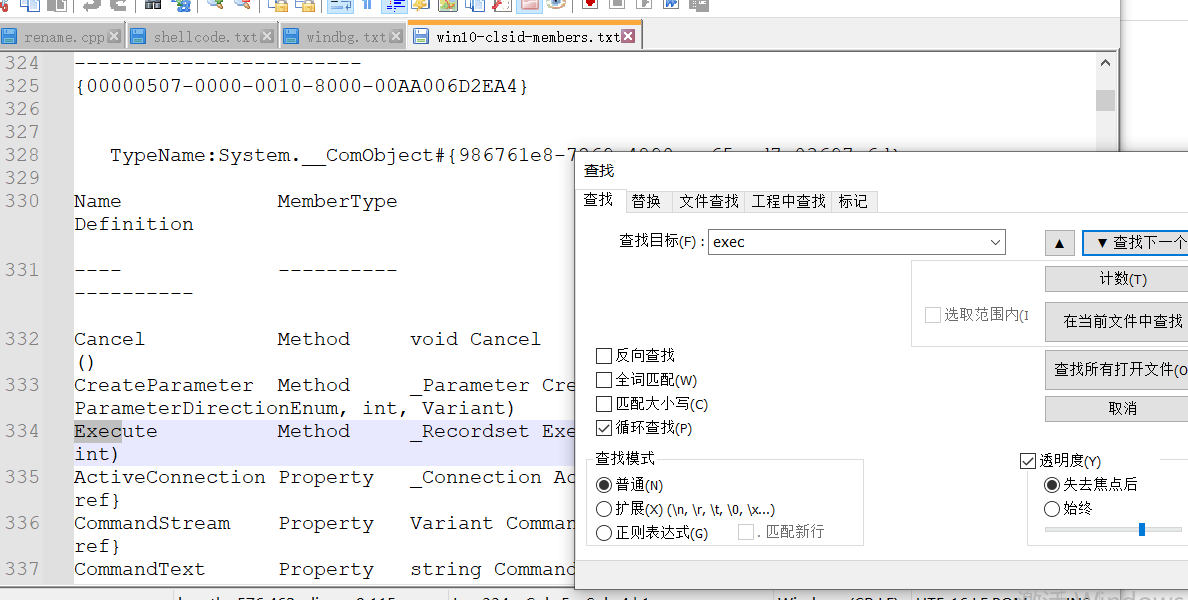 rename.cpp shellcode.txt windbg.txt win10-clsid-members.txt
324 ------------------------
325 {00000507-0000-0010-8000-00AA006D2EA4}
326
327
328 TypeName:System.__ComObject#{986761e8-7269-4890-
329
330 Name MemberType
Definition
331 ---- ----------
----------
332 Cancel Method void Cancel
()
333 CreateParameter Method _Parameter Cre
ParameterDirectionEnum, int, Variant)
334 Execute Method _Recordset Exe
int)
335 ActiveConnection Property _Connection Ac
ref}
336 CommandStream Property Variant Comman
ref}
337 CommandText Property string Command
查找
查找 替换 文件查找 工程中查找 标记
查找目标(F) : exec
▲ ▼ 查找下一个
计数(T)
选取范围内(I
在当前文件中查找
查找所有打开文件(O
取消
反向查找
全词匹配(W)
匹配大小写(C)
循环查找(P)
查找模式
普通(N)
扩展(X) (\n, \r, \t, \0, \x...)
正则表达式(G) . 匹配新行
透明度(Y)
失去焦点后
始终